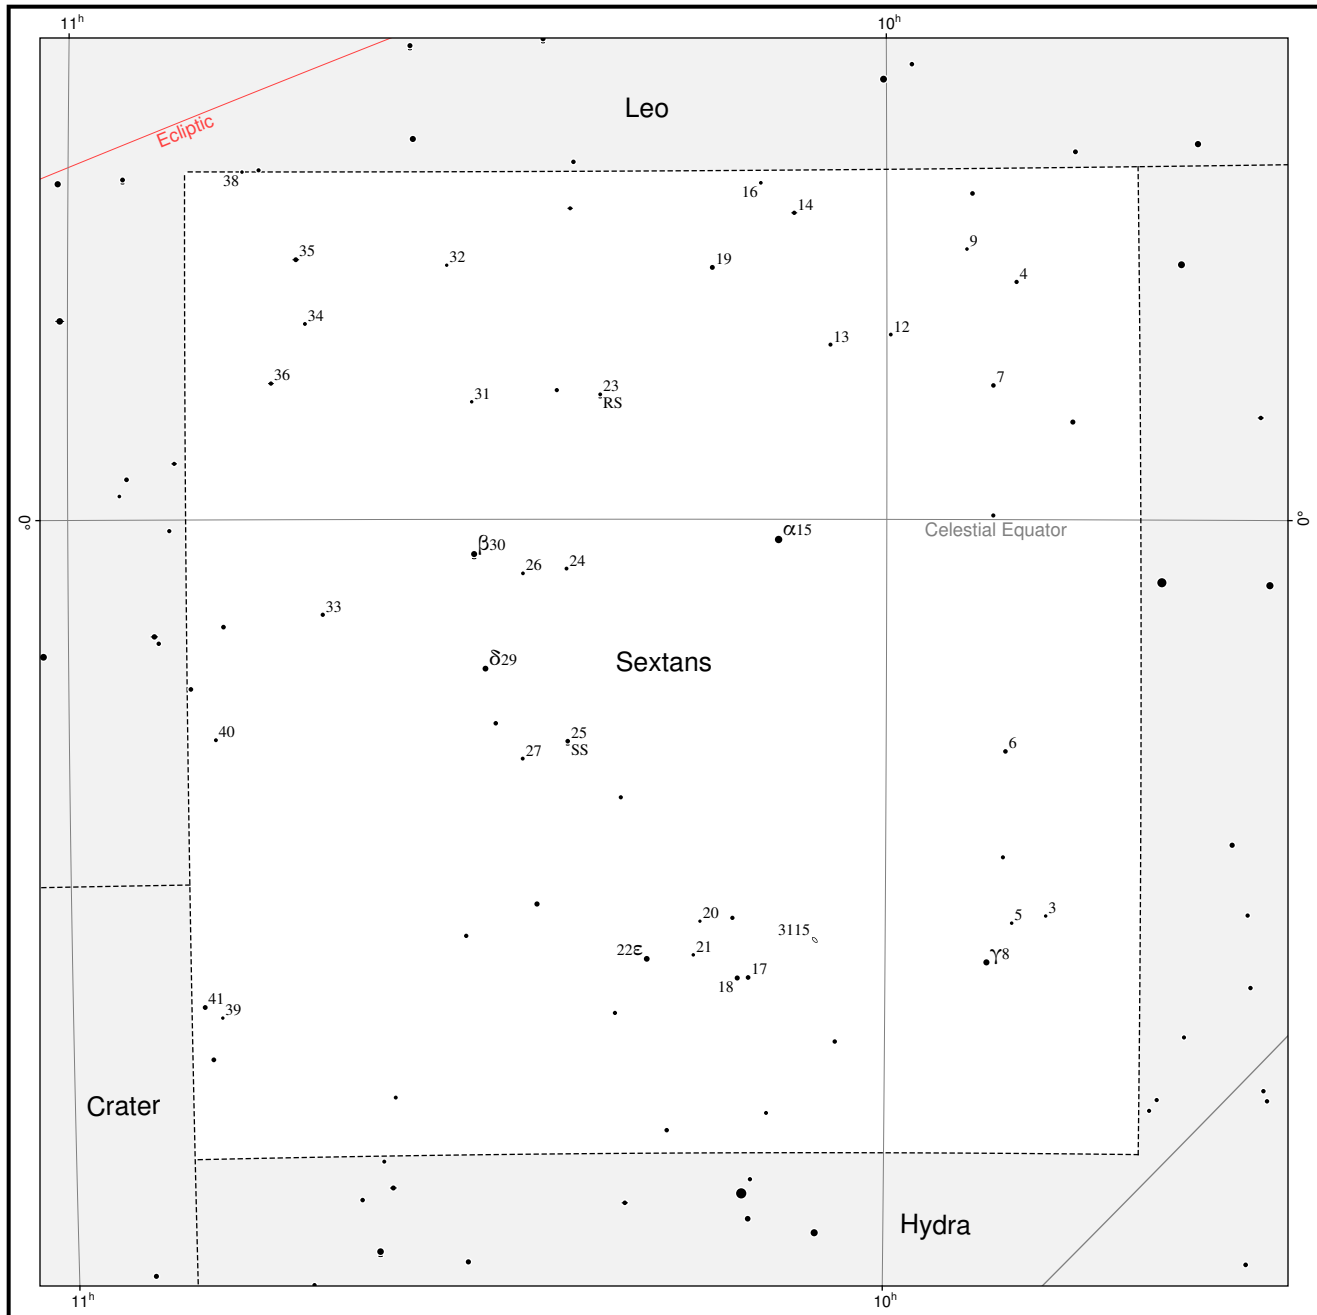 11h
10h
Leo
Ecliptic
38
16
14
35
32
19
9
4
34
13
12
36
31
23
RS
7
0°
0°
Celestial Equator
α15
β30
26
24
33
Sextans
δ29
40
25
SS
27
6
20
3115
5
3
22ε
21
17
18
γ8
41
39
Crater
Hydra
11h
10h